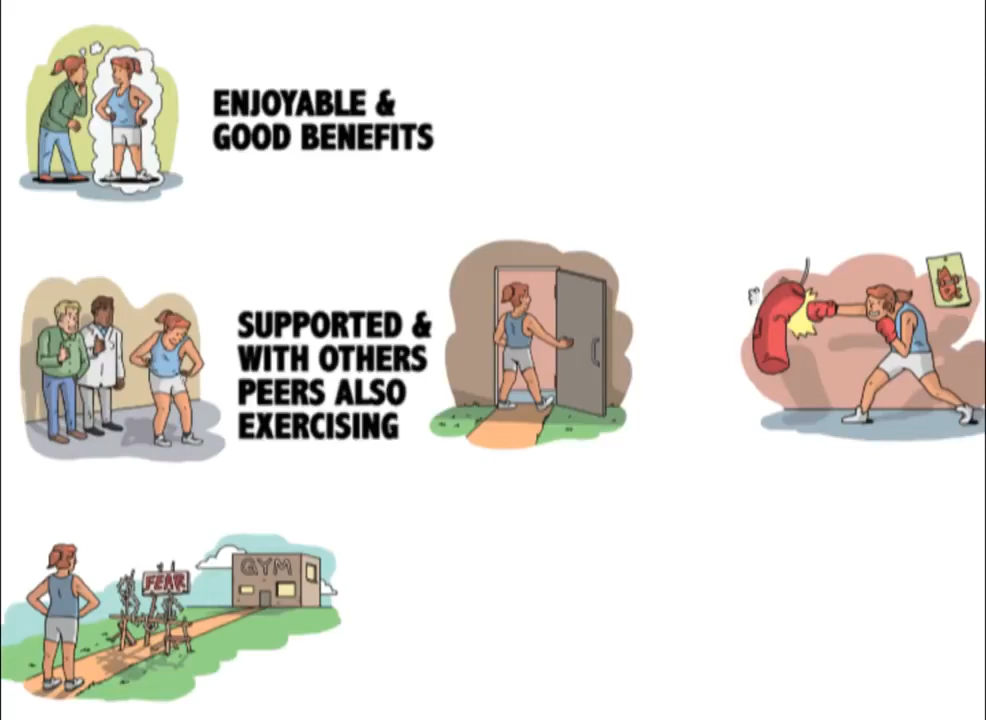 ENJOYABLE &
GOOD BENEFITS
SUPPORTED &
WITH OTHERS
PEERS ALSO
EXERCISING
FEAR
GYM